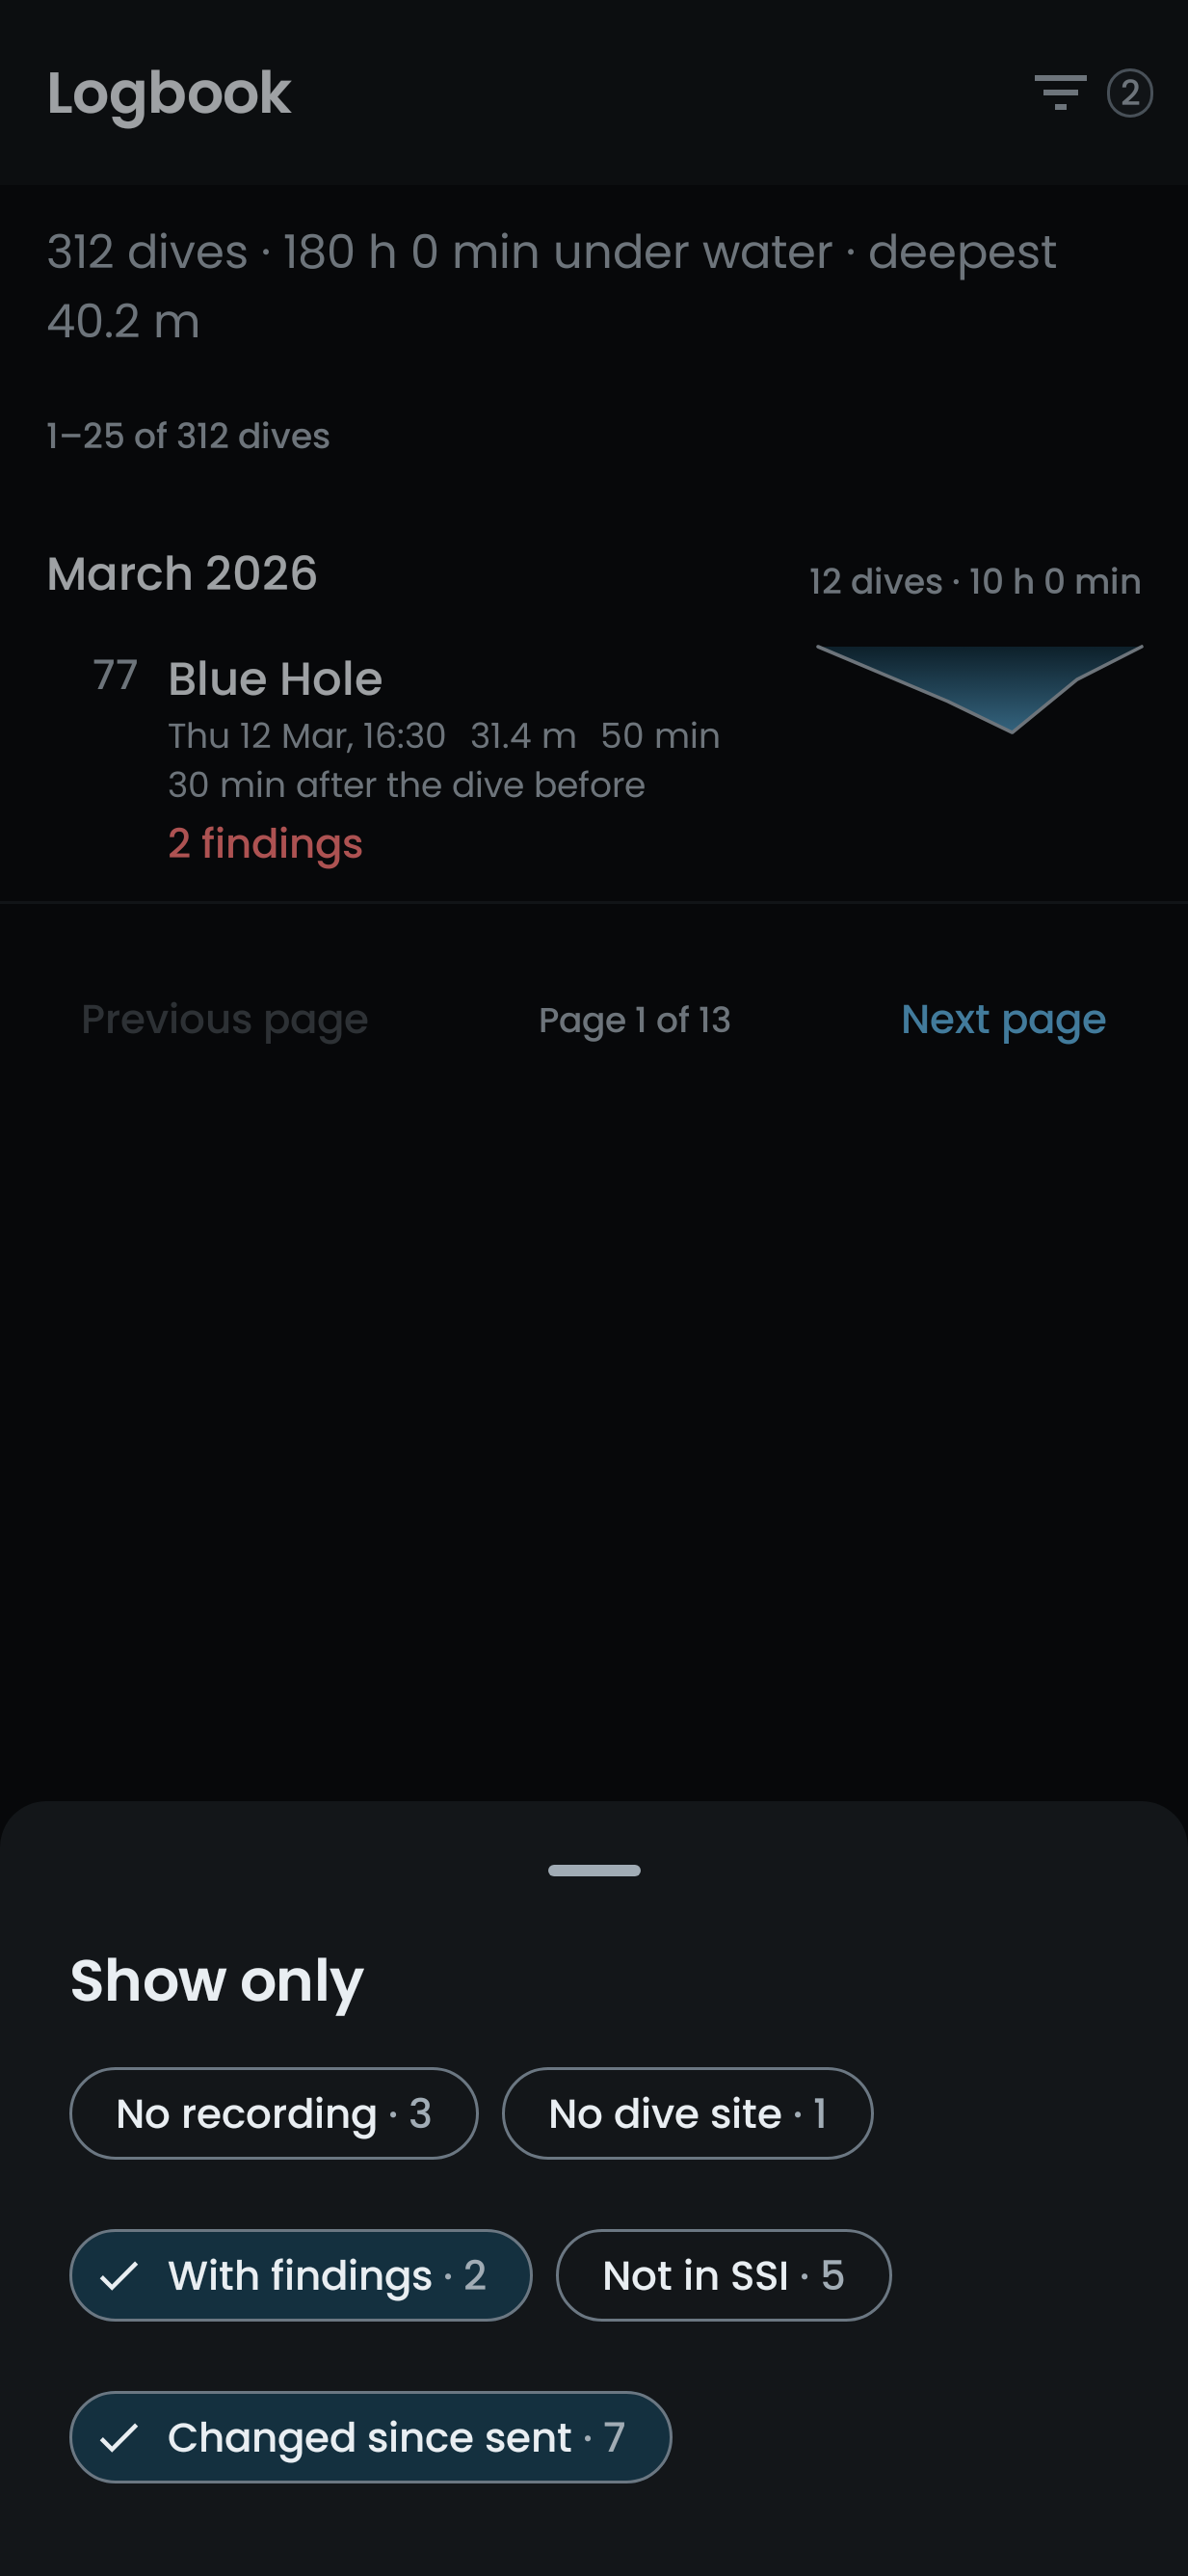 Logbook
2
312 dives · 180 h 0 min under water · deepest
40.2 m
1–25 of 312 dives
March 2026
12 dives · 10 h 0 min
77
Blue Hole
Thu 12 Mar, 16:30 31.4 m 50 min
30 min after the dive before
2 findings
Previous page
Page 1 of 13
Next page
Show only
No recording · 3
No dive site · 1
With findings · 2
Not in SSI · 5
Changed since sent · 7